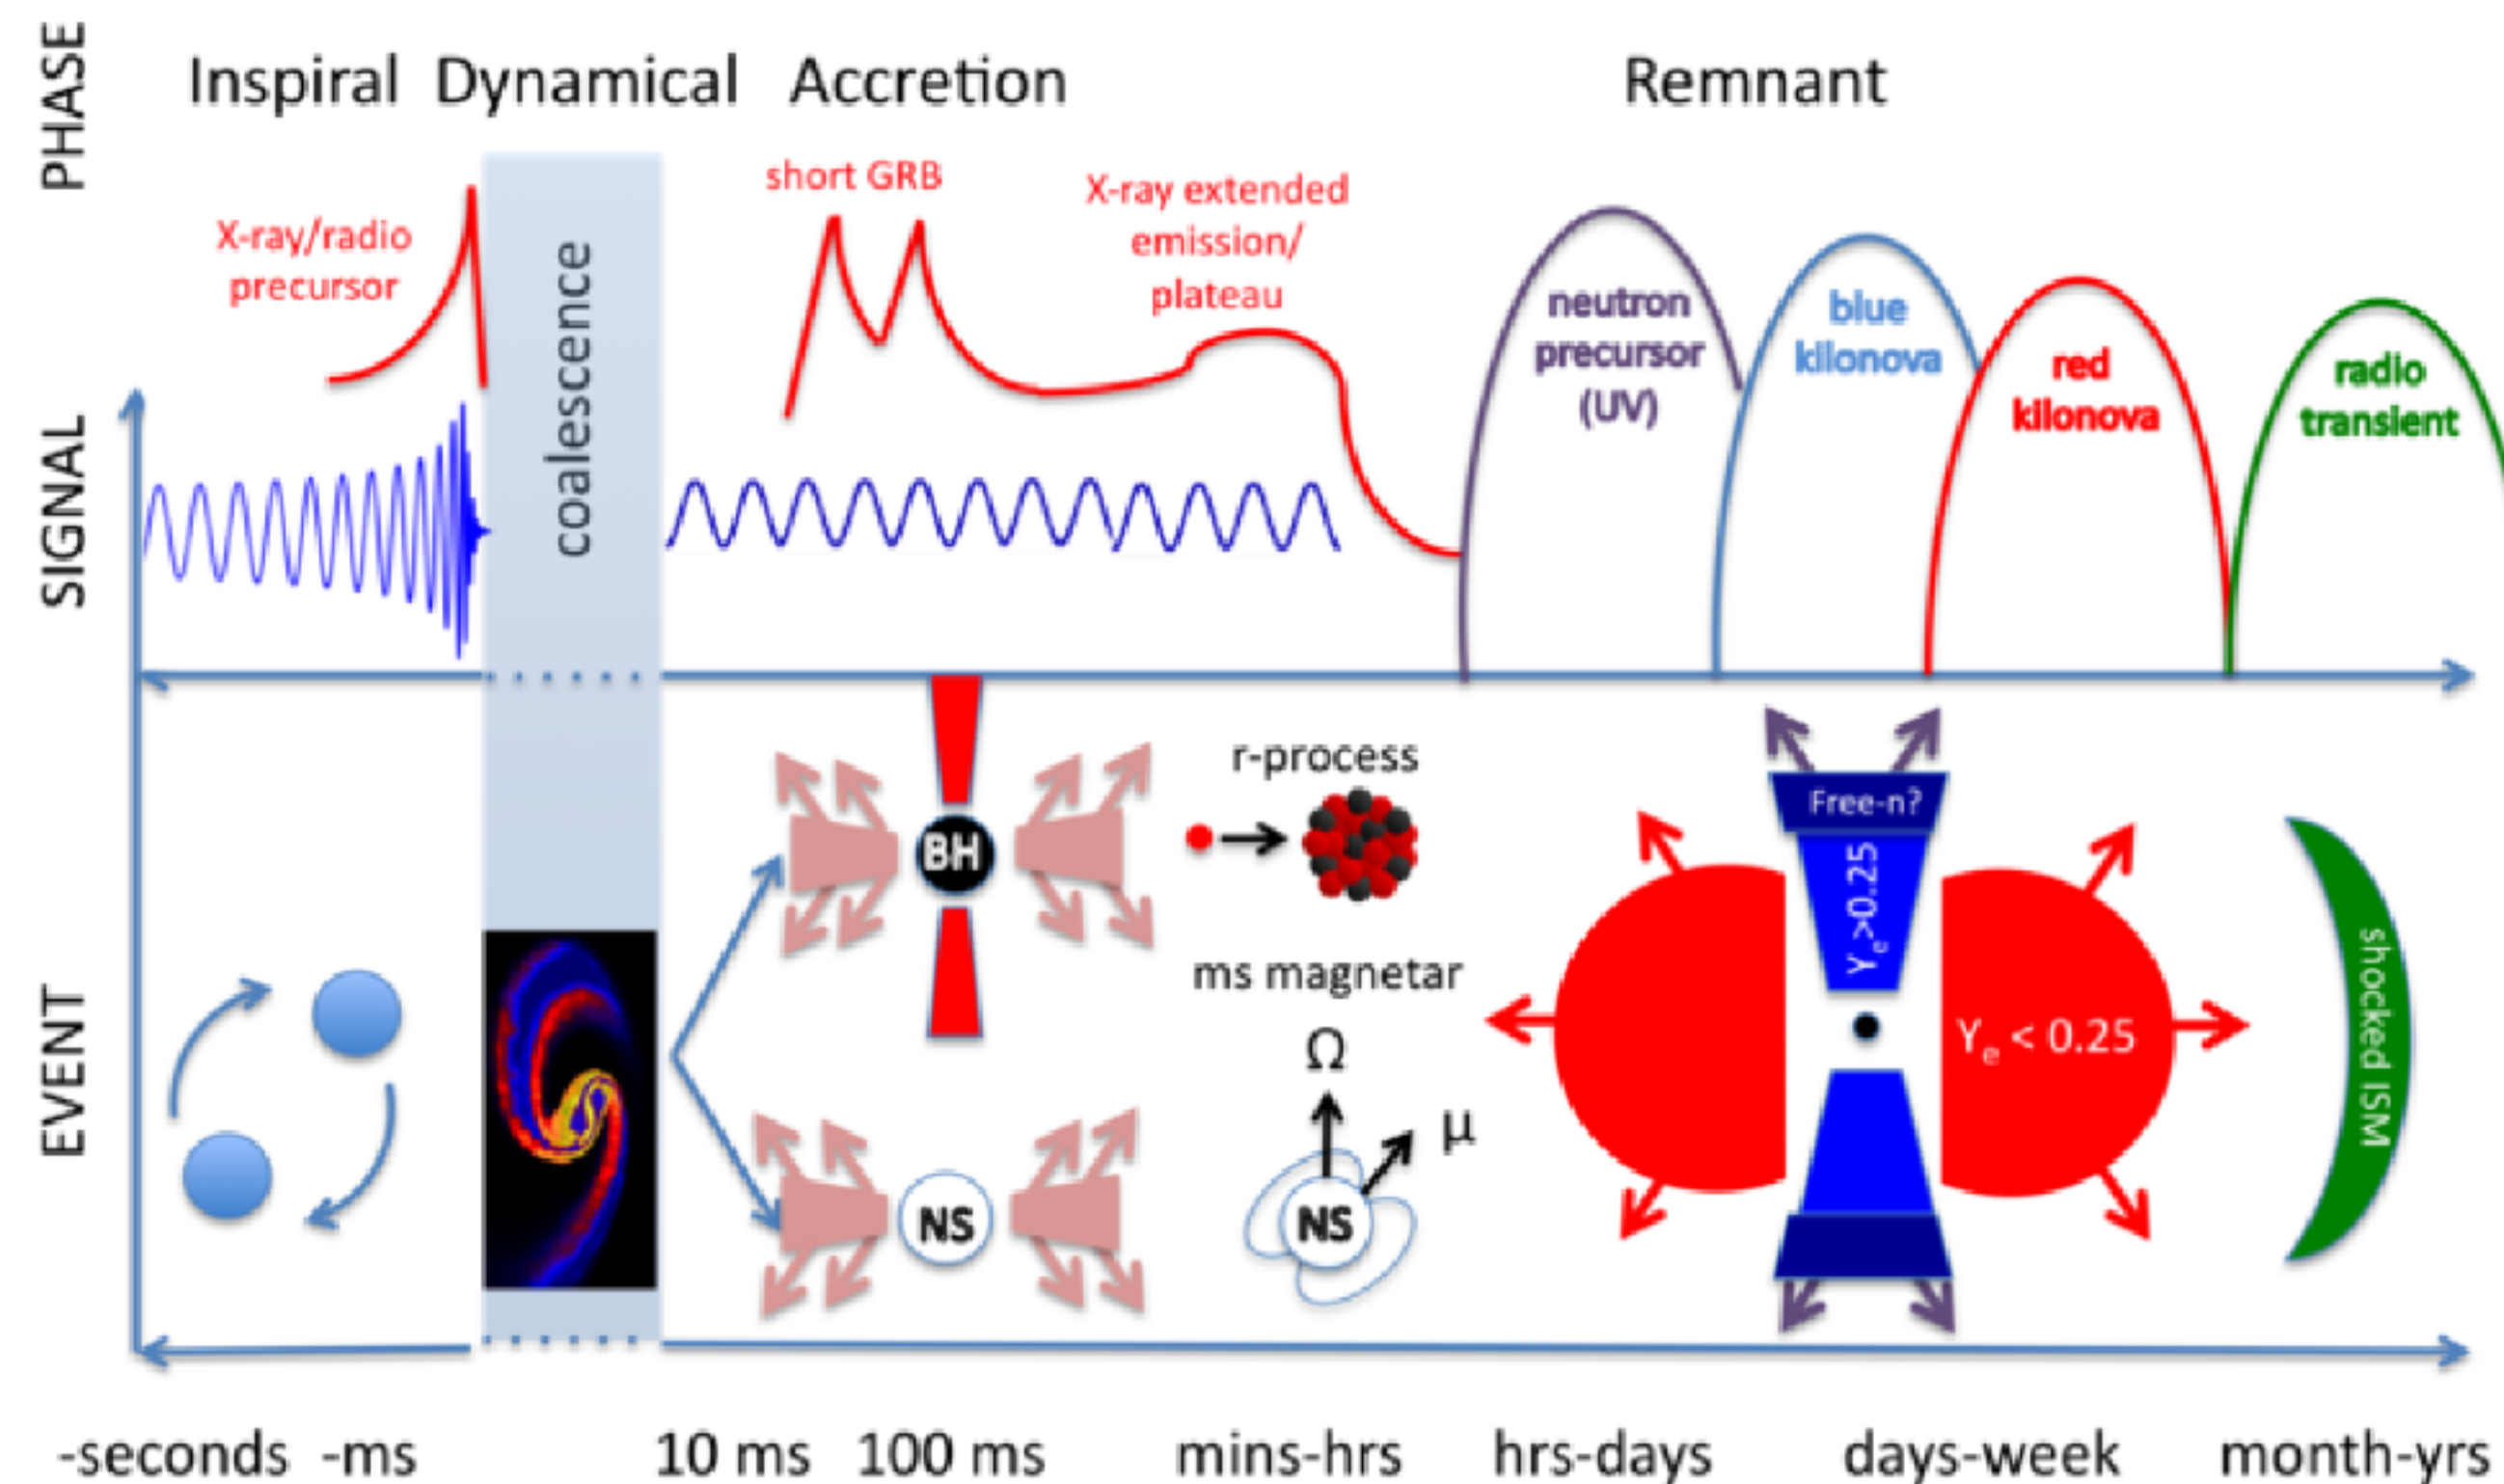 PHASE
Inspiral
Dynamical
Accretion
Remnant
SIGNAL
X-ray/radio
precursor
coalescence
short GRB
X-ray extended
emission/
plateau
neutron
precursor
(UV)
blue
kilonova
red
kilonova
radio
transient
EVENT
BH
NS
r-process
ms magnetar
Ω
μ
NS
Free-n?
Ye>0.25
Ye < 0.25
shocked ISM
-seconds
-ms
10 ms
100 ms
mins-hrs
hrs-days
days-week
month-yrs